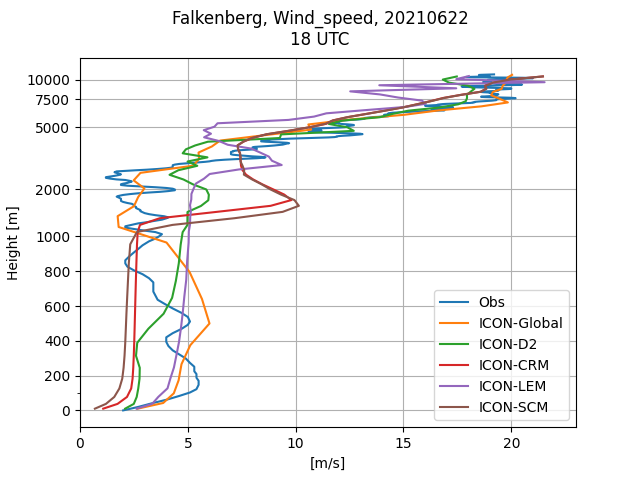 Falkenberg, Wind_speed, 20210622
18 UTC
10000
7500
5000
2000
1000
800
600
400
200
0
Height [m]
0 5 10 15 20
[m/s]
Obs
ICON-Global
ICON-D2
ICON-CRM
ICON-LEM
ICON-SCM